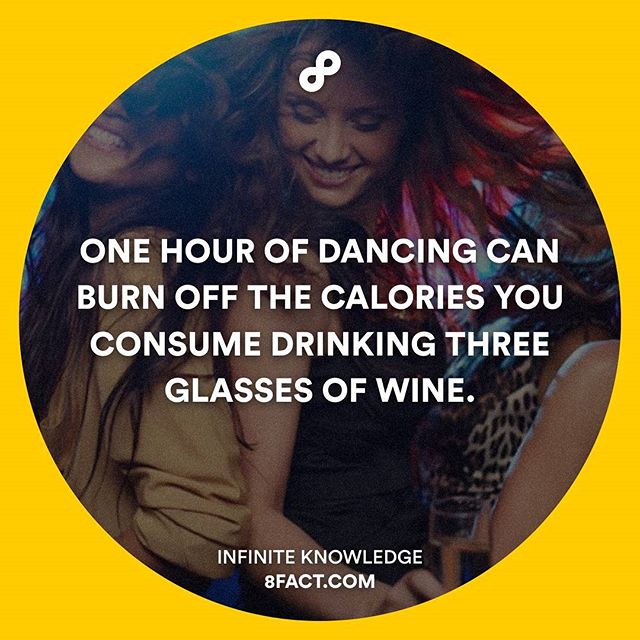 ONE HOUR OF DANCING CAN
BURN OFF THE CALORIES YOU
CONSUME DRINKING THREE
GLASSES OF WINE.
INFINITE KNOWLEDGE
8FACT.COM